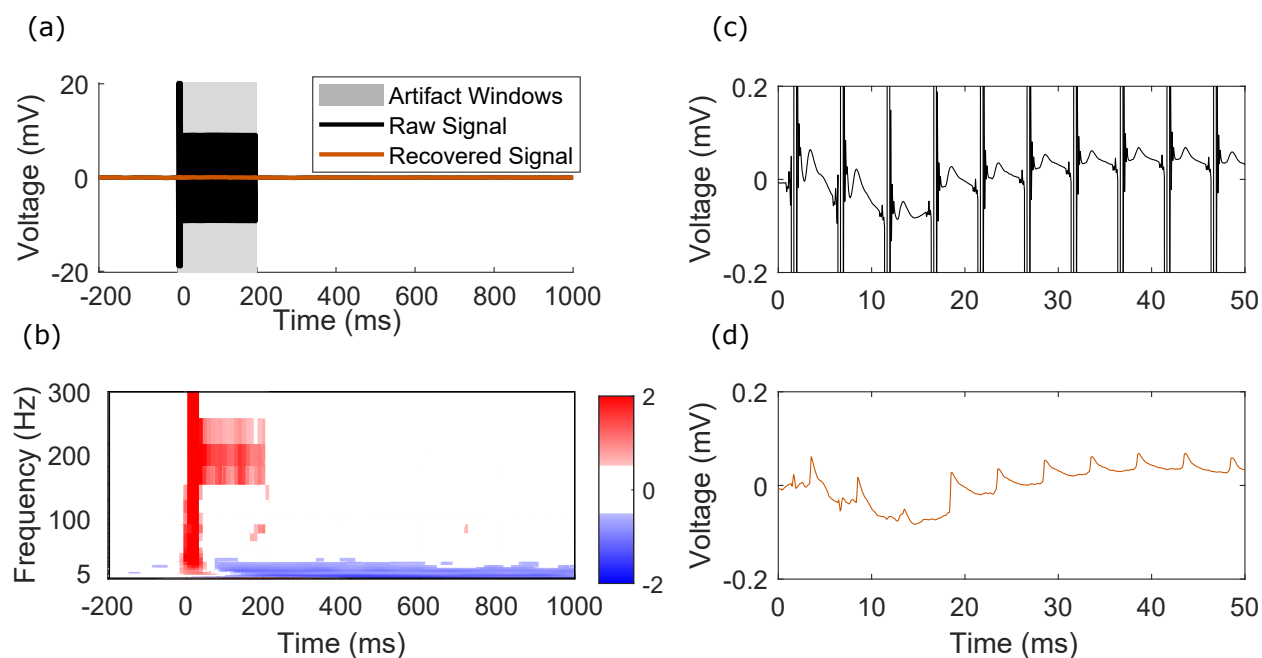 (a)
20
0
-20
Voltage (mV)
Artifact Windows
Raw Signal
Recovered Signal
-200 0 200 400 600 800 1000
Time (ms)
(b)
300
200
100
5
Frequency (Hz)
-200 0 200 400 600 800 1000
Time (ms)
2
0
-2
(c)
0.2
0
-0.2
Voltage (mV)
0 10 20 30 40 50
(d)
0.2
0
-0.2
Voltage (mV)
0 10 20 30 40 50
Time (ms)